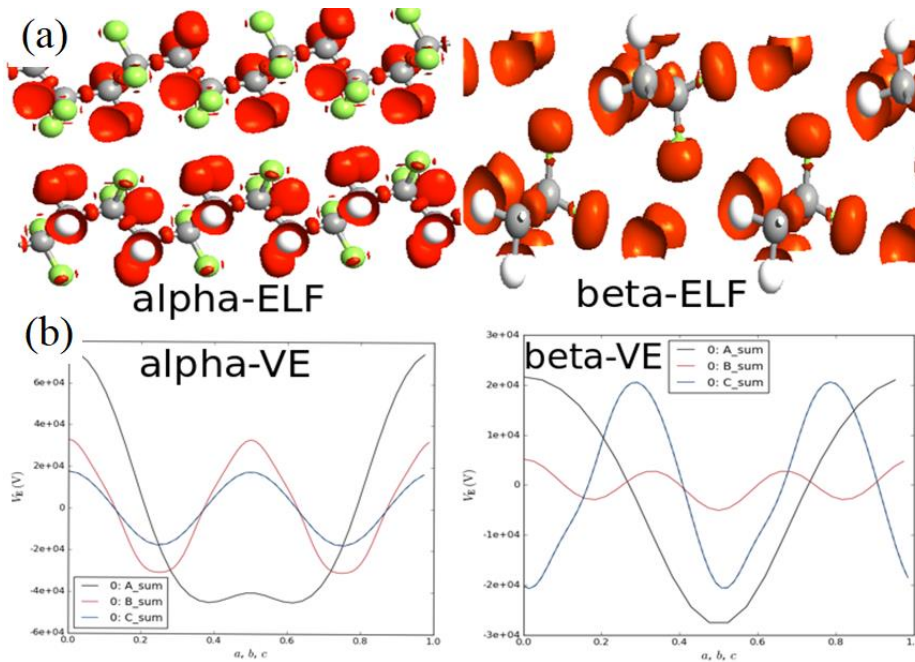 (a)
alpha-ELF
beta-ELF
(b)
alpha-VE
6e+04
4e+04
2e+04
0
-2e+04
-4e+04
-6e+04
V_E (V)
0: A_sum
0: B_sum
0: C_sum
0.0 0.2 0.4 0.6 0.8 1.0
a, b, c
beta-VE
3e+04
2e+04
1e+04
0
-1e+04
-2e+04
-3e+04
V_E (V)
0: A_sum
0: B_sum
0: C_sum
0.0 0.2 0.4 0.6 0.8 1.0
a, b, c